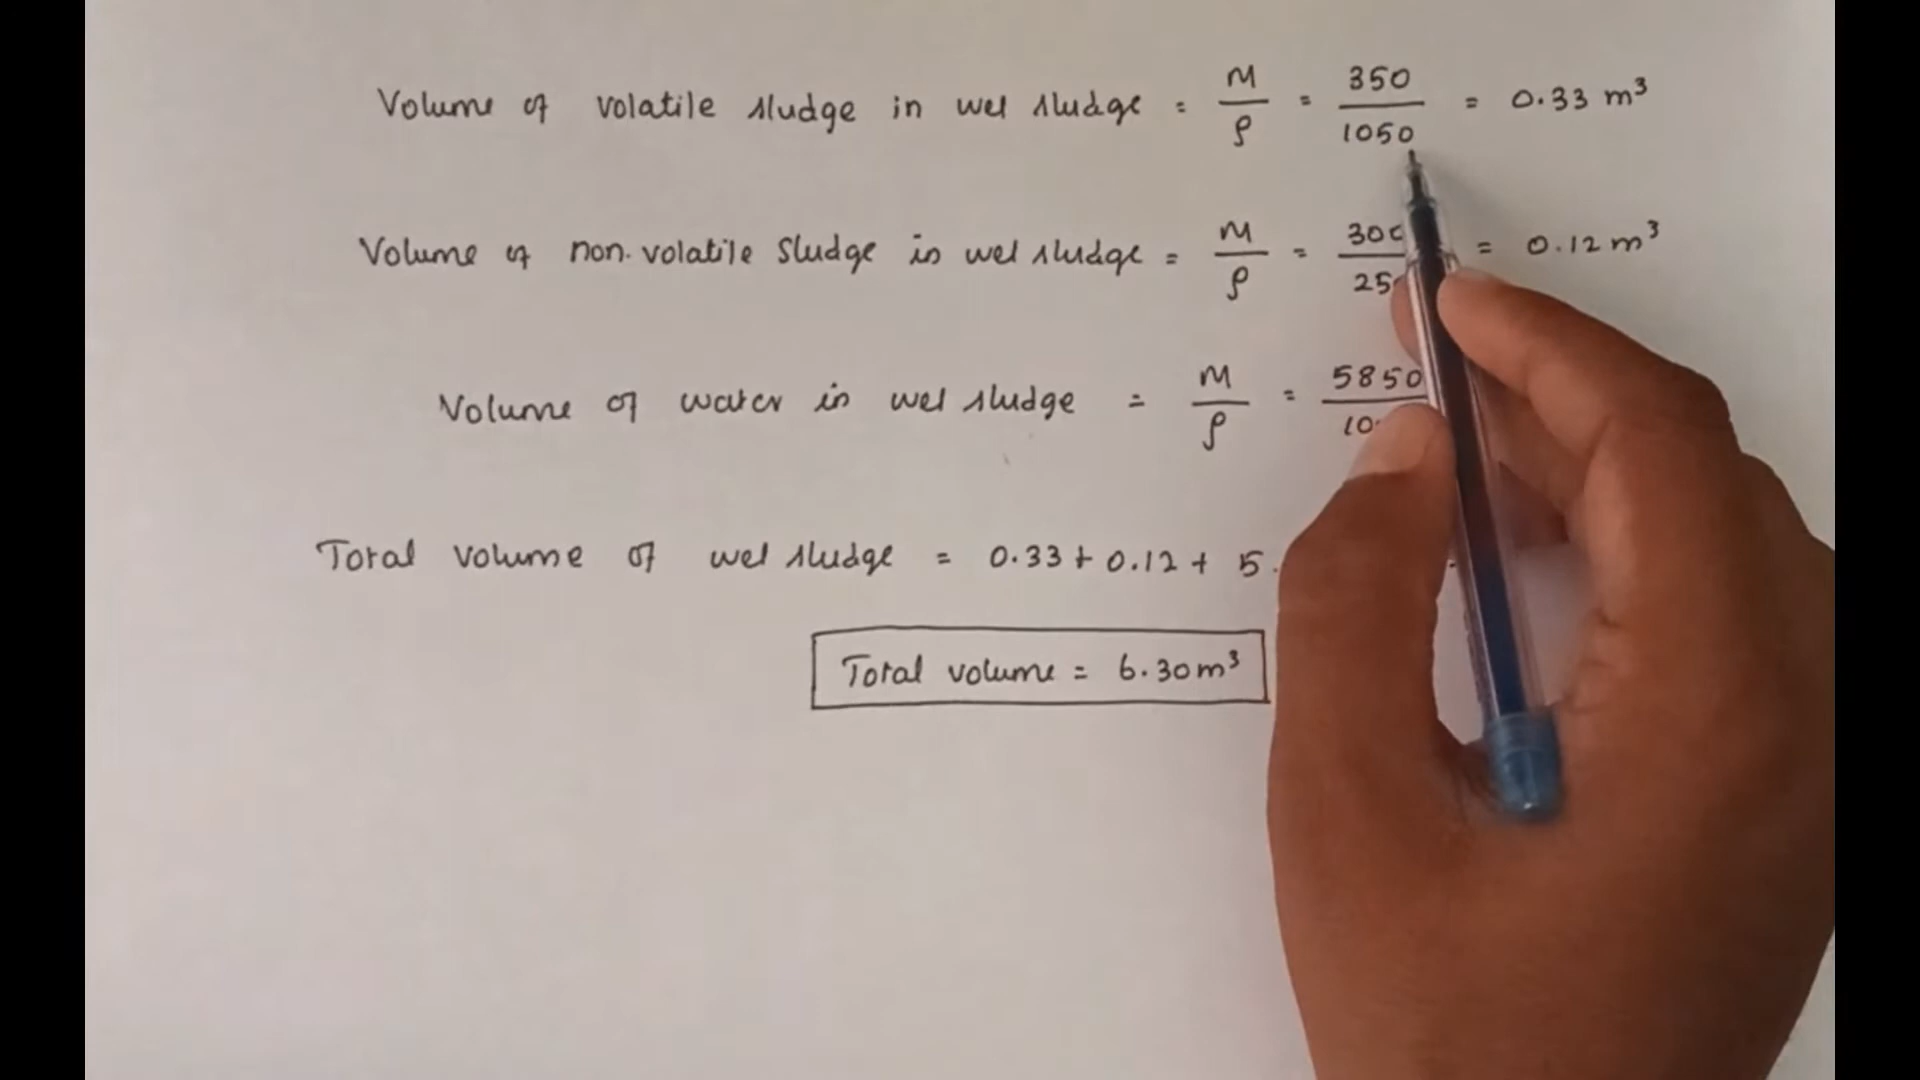 Volume of volatile sludge in wet sludge = M/ρ = 350/1050 = 0.33 m³
Volume of non-volatile sludge in wet sludge = M/ρ = 300/25 = 0.12 m³
Volume of water in wet sludge = M/ρ = 5850/10
Total volume of wet sludge = 0.33 + 0.12 + 5.
Total volume = 6.30 m³